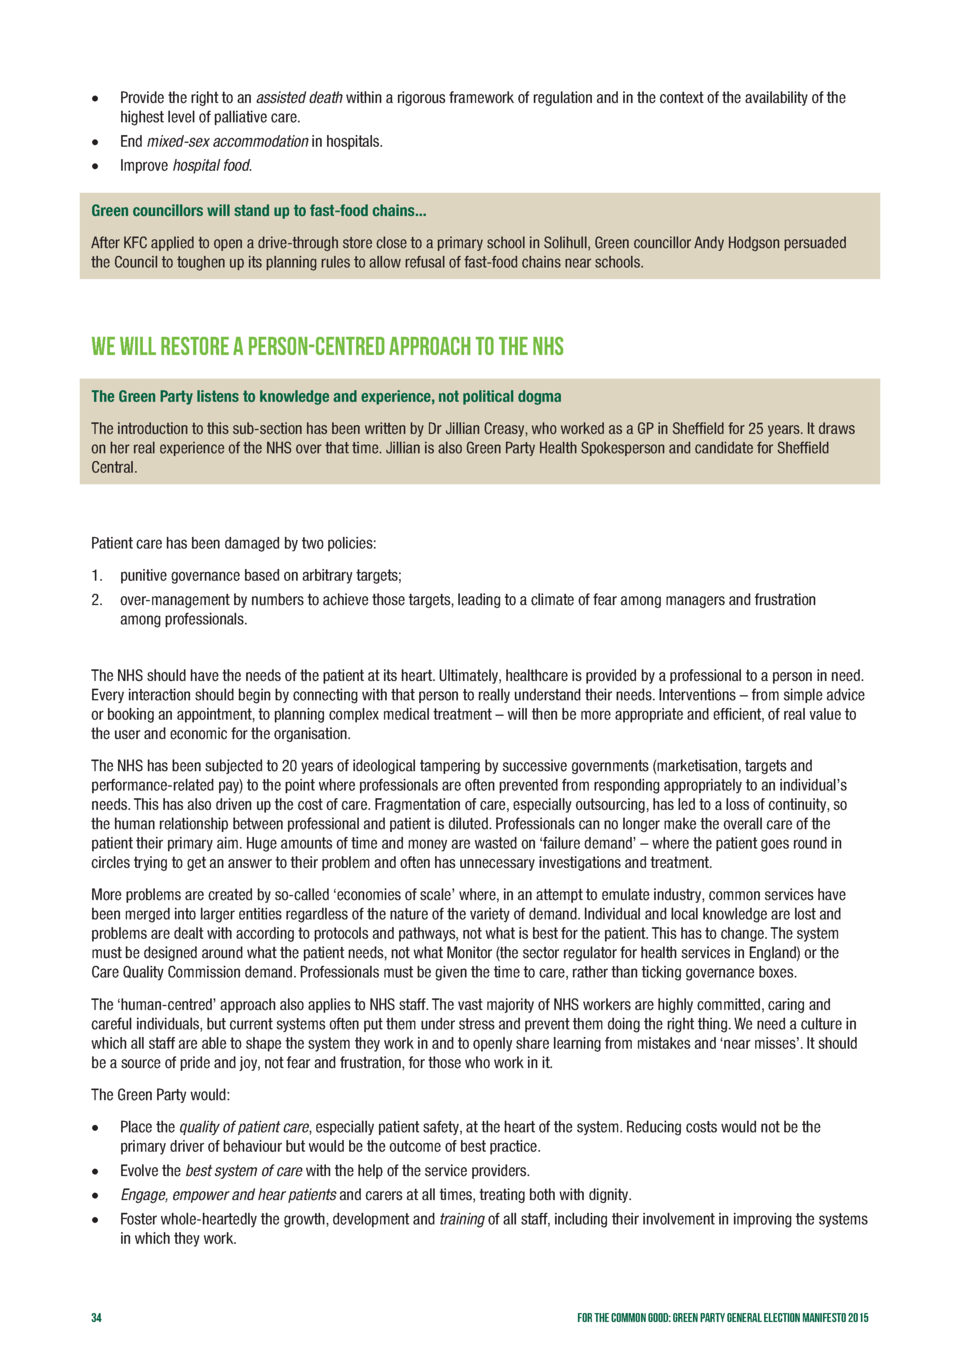 • Provide the right to an assisted death within a rigorous framework of regulation and in the context of the availability of the
highest level of palliative care.
• End mixed-sex accommodation in hospitals.
• Improve hospital food.
Green councillors will stand up to fast-food chains...
After KFC applied to open a drive-through store close to a primary school in Solihull, Green councillor Andy Hodgson persuaded
the Council to toughen up its planning rules to allow refusal of fast-food chains near schools.
WE WILL RESTORE A PERSON-CENTRED APPROACH TO THE NHS
The Green Party listens to knowledge and experience, not political dogma
The introduction to this sub-section has been written by Dr Jillian Creasy, who worked as a GP in Sheffield for 25 years. It draws
on her real experience of the NHS over that time. Jillian is also Green Party Health Spokesperson and candidate for Sheffield
Central.
Patient care has been damaged by two policies:
1. punitive governance based on arbitrary targets;
2. over-management by numbers to achieve those targets, leading to a climate of fear among managers and frustration
among professionals.
The NHS should have the needs of the patient at its heart. Ultimately, healthcare is provided by a professional to a person in need.
Every interaction should begin by connecting with that person to really understand their needs. Interventions – from simple advice
or booking an appointment, to planning complex medical treatment – will then be more appropriate and efficient, of real value to
the user and economic for the organisation.
The NHS has been subjected to 20 years of ideological tampering by successive governments (marketisation, targets and
performance-related pay) to the point where professionals are often prevented from responding appropriately to an individual's
needs. This has also driven up the cost of care. Fragmentation of care, especially outsourcing, has led to a loss of continuity, so
the human relationship between professional and patient is diluted. Professionals can no longer make the overall care of the
patient their primary aim. Huge amounts of time and money are wasted on 'failure demand' – where the patient goes round in
circles trying to get an answer to their problem and often has unnecessary investigations and treatment.
More problems are created by so-called 'economies of scale' where, in an attempt to emulate industry, common services have
been merged into larger entities regardless of the nature of the variety of demand. Individual and local knowledge are lost and
problems are dealt with according to protocols and pathways, not what is best for the patient. This has to change. The system
must be designed around what the patient needs, not what Monitor (the sector regulator for health services in England) or the
Care Quality Commission demand. Professionals must be given the time to care, rather than ticking governance boxes.
The 'human-centred' approach also applies to NHS staff. The vast majority of NHS workers are highly committed, caring and
careful individuals, but current systems often put them under stress and prevent them doing the right thing. We need a culture in
which all staff are able to shape the system they work in and to openly share learning from mistakes and 'near misses'. It should
be a source of pride and joy, not fear and frustration, for those who work in it.
The Green Party would:
• Place the quality of patient care, especially patient safety, at the heart of the system. Reducing costs would not be the
primary driver of behaviour but would be the outcome of best practice.
• Evolve the best system of care with the help of the service providers.
• Engage, empower and hear patients and carers at all times, treating both with dignity.
• Foster whole-heartedly the growth, development and training of all staff, including their involvement in improving the systems
in which they work.
34 FOR THE COMMON GOOD: GREEN PARTY GENERAL ELECTION MANIFESTO 2015